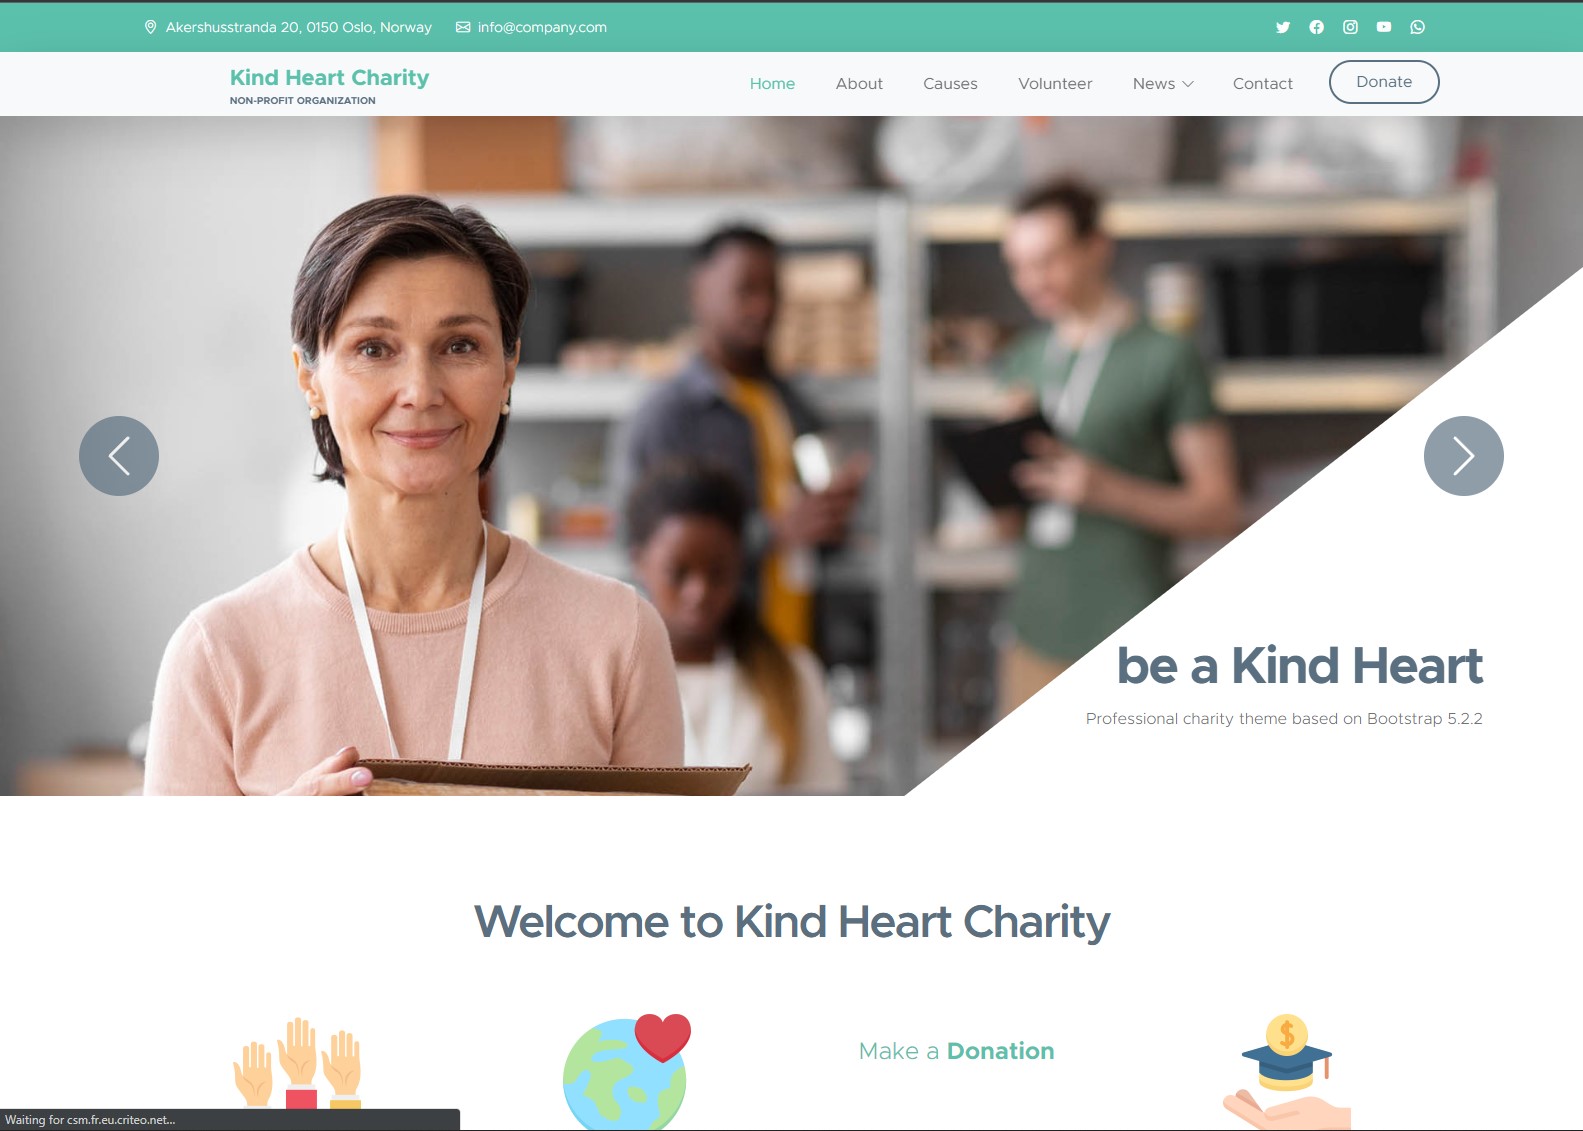 Akershusstranda 20, 0150 Oslo, Norway info@company.com
Kind Heart Charity
NON-PROFIT ORGANIZATION
Home About Causes Volunteer News Contact Donate
be a Kind Heart
Professional charity theme based on Bootstrap 5.2.2
Welcome to Kind Heart Charity
Make a Donation
$
Waiting for csm.fr.eu.criteo.net...